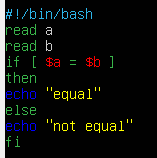 #!/bin/bash
read a
read b
if [ $a = $b ]
then
echo "equal"
else
echo "not equal"
fi